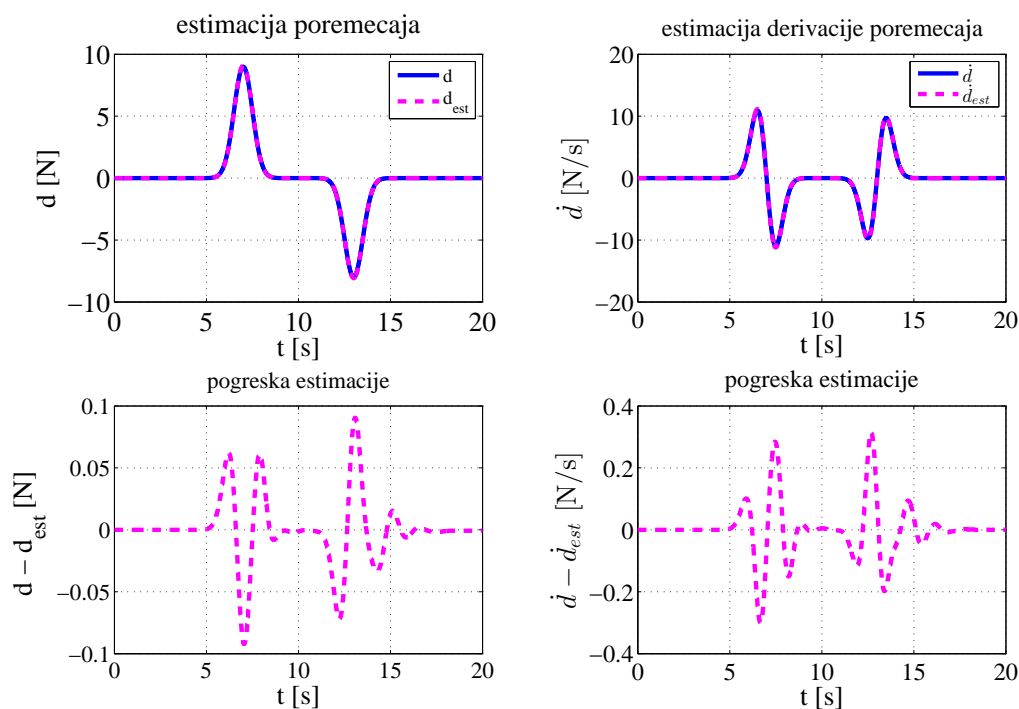 estimacija poremecaja
10
5
0
−5
−10
d [N]
d
d_est
0 5 10 15 20
t [s]
estimacija derivacije poremecaja
20
10
0
−10
−20
ḋ [N/s]
ḋ
ḋ_est
0 5 10 15 20
t [s]
pogreska estimacije
0.1
0.05
0
−0.05
−0.1
d − d_est [N]
0 5 10 15 20
t [s]
pogreska estimacije
0.4
0.2
0
−0.2
−0.4
ḋ − ḋ_est [N/s]
0 5 10 15 20
t [s]